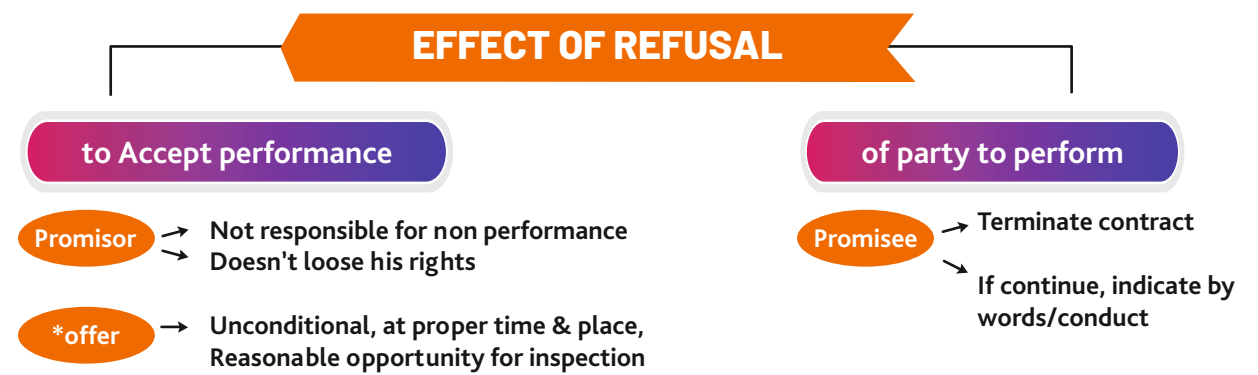 EFFECT OF REFUSAL
to Accept performance
Promisor
Not responsible for non performance
Doesn't loose his rights
*offer
Unconditional, at proper time & place,
Reasonable opportunity for inspection
of party to perform
Promisee
Terminate contract
If continue, indicate by
words/conduct